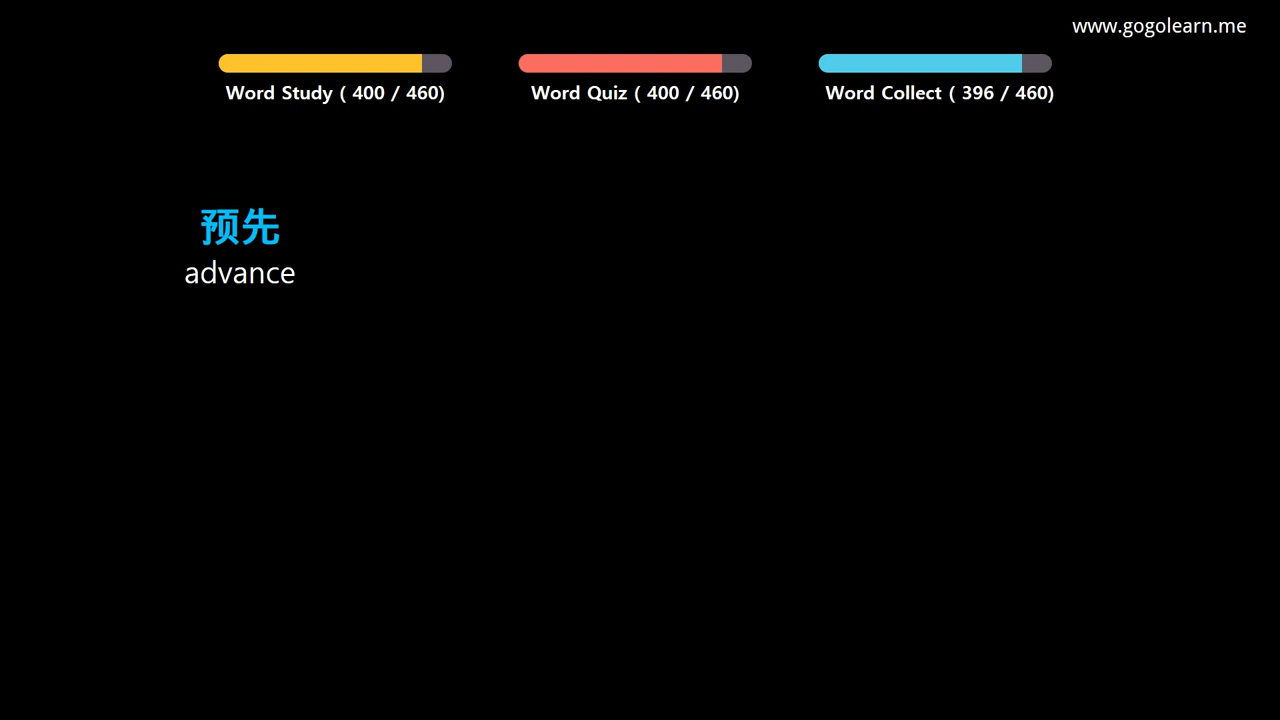 www.gogolearn.me
Word Study ( 400 / 460)
Word Quiz ( 400 / 460)
Word Collect ( 396 / 460)
预先
advance